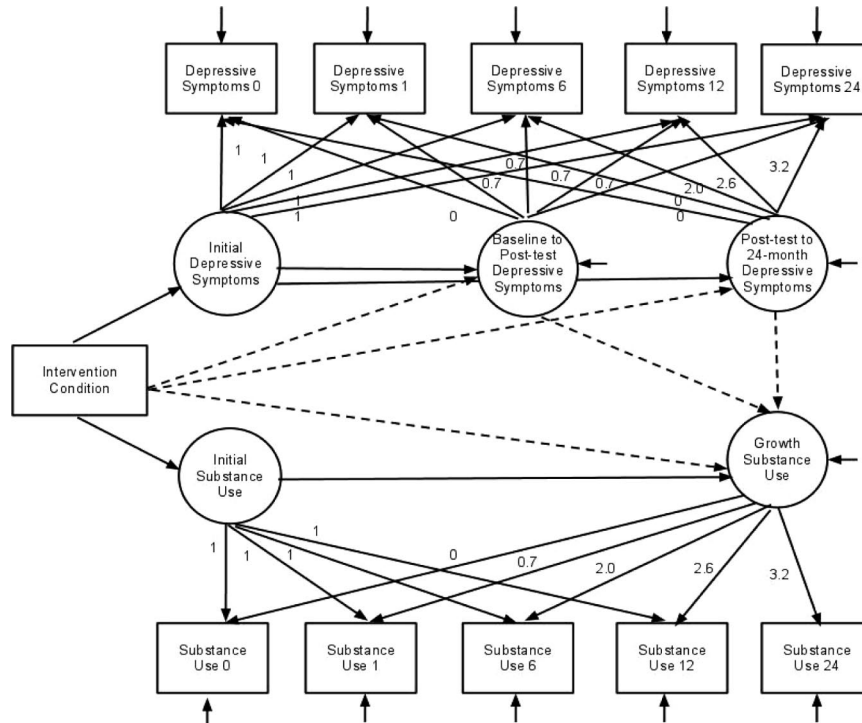 Depressive
Symptoms 0
Depressive
Symptoms 1
Depressive
Symptoms 6
Depressive
Symptoms 12
Depressive
Symptoms 24
1
1
1
1
1
0.7
0.7
0.7
0.7
2.0
2.6
3.2
0
0
0
Initial
Depressive
Symptoms
Baseline to
Post-test
Depressive
Symptoms
Post-test to
24-month
Depressive
Symptoms
Intervention
Condition
Initial
Substance
Use
Growth
Substance
Use
1
1
1
1
0
0.7
2.0
2.6
3.2
Substance
Use 0
Substance
Use 1
Substance
Use 6
Substance
Use 12
Substance
Use 24